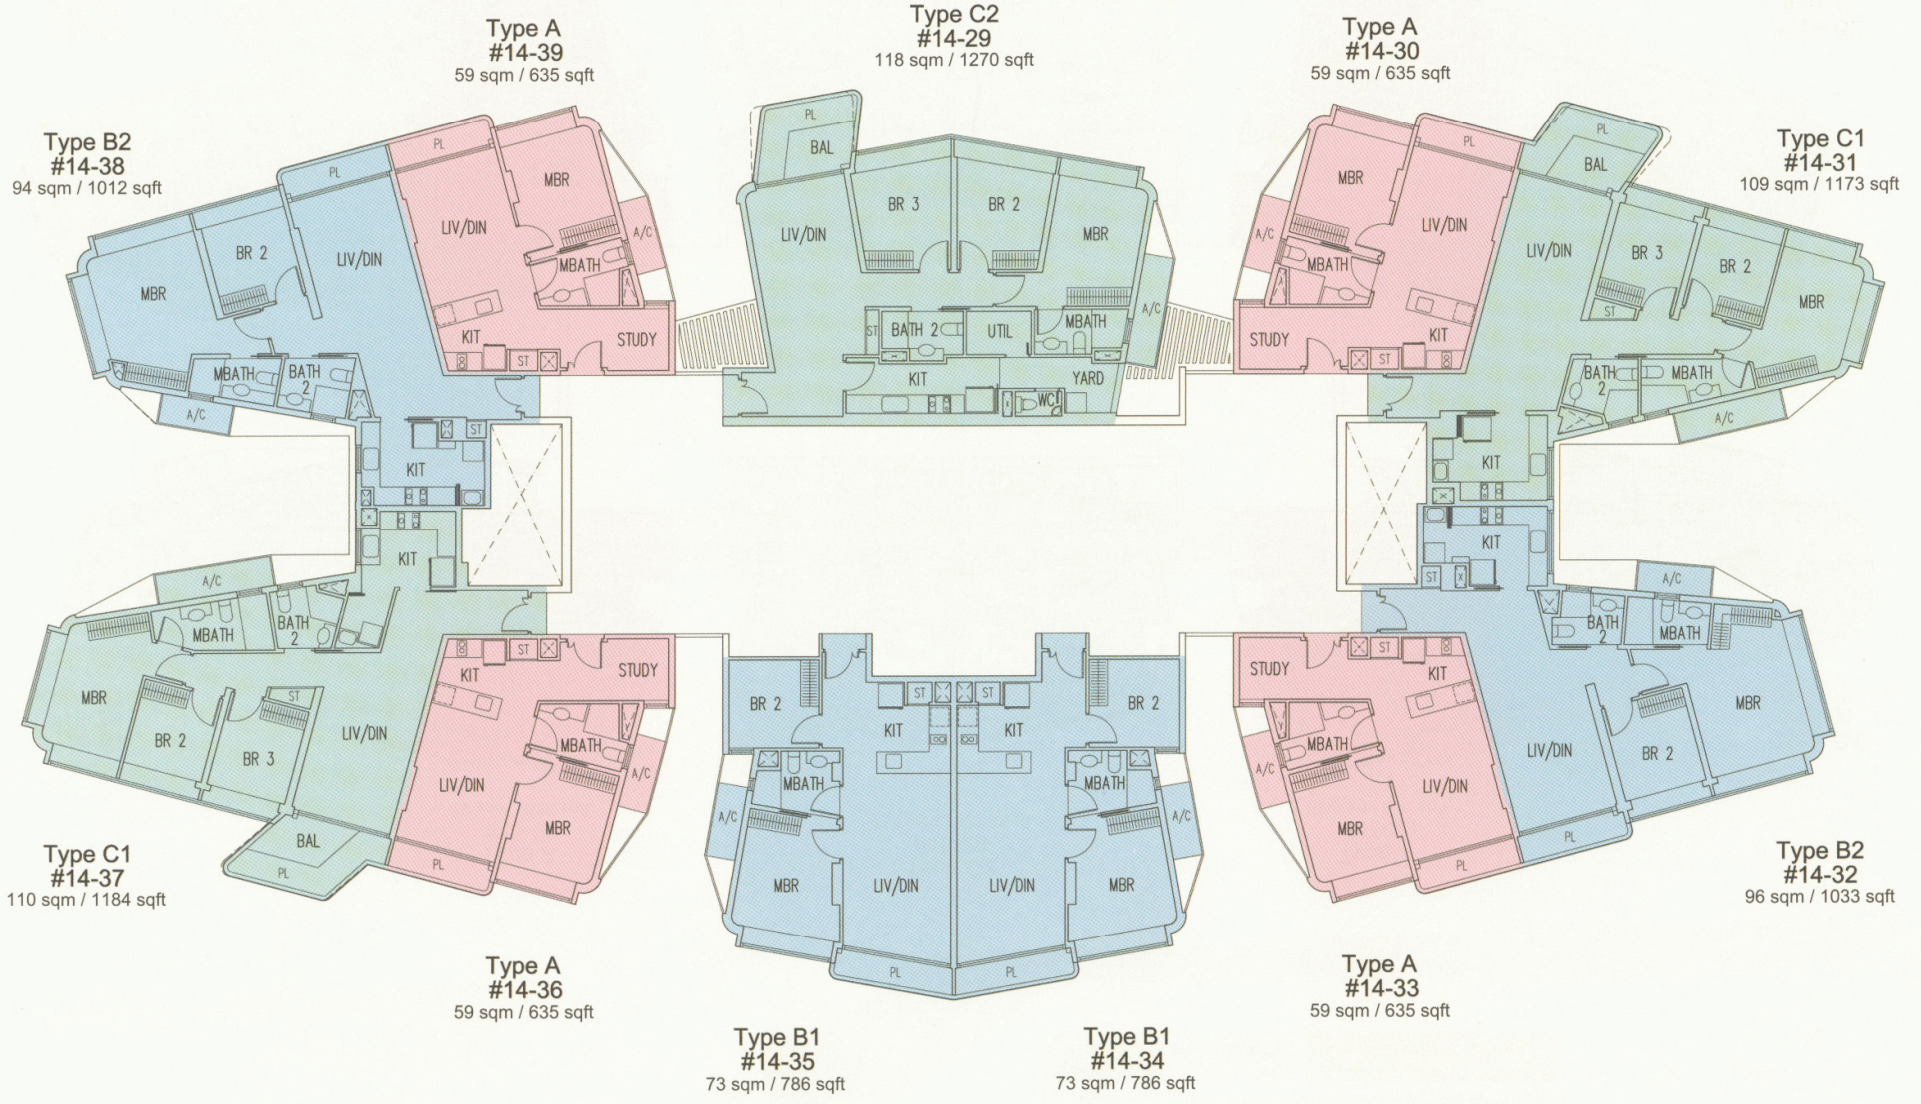 Type A
#14-39
59 sqm / 635 sqft
Type C2
#14-29
118 sqm / 1270 sqft
Type A
#14-30
59 sqm / 635 sqft
Type B2
#14-38
94 sqm / 1012 sqft
Type C1
#14-31
109 sqm / 1173 sqft
PL
LIV/DIN
BR 2
MBR
MBATH
BATH
2
A/C
KIT
ST
PL
LIV/DIN
MBR
A/C
MBATH
KIT
ST
STUDY
PL
BAL
LIV/DIN
BR 3
BR 2
MBR
A/C
ST
BATH 2
UTIL
MBATH
KIT
YARD
WC
MBR
PL
LIV/DIN
A/C
MBATH
STUDY
ST
KIT
PL
BAL
LIV/DIN
BR 3
BR 2
MBR
ST
BATH
2
MBATH
A/C
KIT
KIT
A/C
MBATH
BATH
2
MBR
BR 2
BR 3
ST
LIV/DIN
BAL
PL
KIT
ST
STUDY
MBATH
A/C
LIV/DIN
MBR
PL
BR 2
ST
KIT
MBATH
A/C
MBR
LIV/DIN
PL
ST
KIT
BR 2
MBATH
A/C
LIV/DIN
MBR
PL
STUDY
ST
KIT
MBATH
A/C
MBR
LIV/DIN
PL
KIT
ST
A/C
BATH
2
MBATH
MBR
BR 2
LIV/DIN
PL
Type C1
#14-37
110 sqm / 1184 sqft
Type B2
#14-32
96 sqm / 1033 sqft
Type A
#14-36
59 sqm / 635 sqft
Type A
#14-33
59 sqm / 635 sqft
Type B1
#14-35
73 sqm / 786 sqft
Type B1
#14-34
73 sqm / 786 sqft